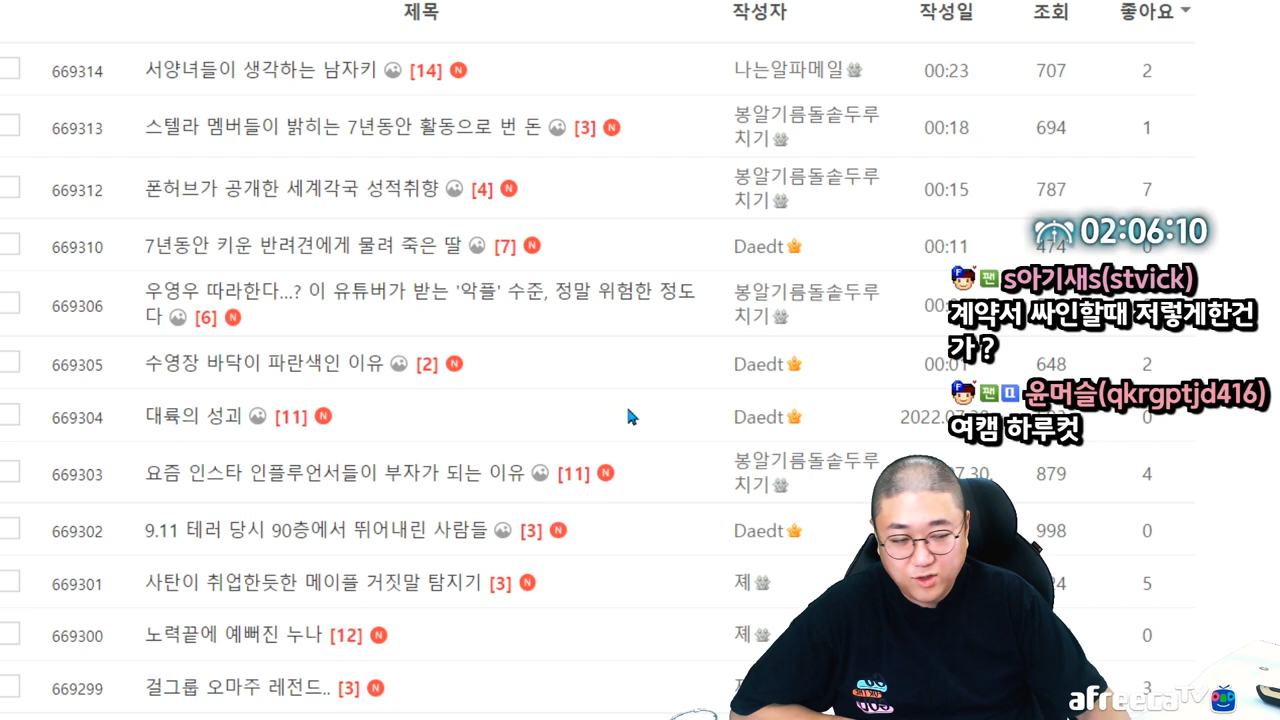 제목 작성자 작성일 조회 좋아요
669314 서양녀들이 생각하는 남자키 [14] N 나는알파메일 00:23 707 2
669313 스텔라 멤버들이 밝히는 7년동안 활동으로 번 돈 [3] N 봉알기름돌솥두루 00:18 694 1
치기
669312 폰허브가 공개한 세계각국 성적취향 [4] N 봉알기름돌솥두루 00:15 787 7
치기
669310 7년동안 키운 반려견에게 물려 죽은 딸 [7] N Daedt 00:11 474
02:06:10
669306 우영우 따라한다...? 이 유튜버가 받는 '악플' 수준, 정말 위험한 정도 봉알기름돌솥두루
다 [6] N 치기
s아기새s(stvick)
계약서 싸인할때 저렇게한건
가?
669305 수영장 바닥이 파란색인 이유 [2] N Daedt 00:01 648 2
669304 대륙의 성괴 [11] N Daedt 2022.07.30. 0
윤머슬(qkrgptjd416)
여캠 하루컷
669303 요즘 인스타 인플루언서들이 부자가 되는 이유 [11] N 봉알기름돌솥두루 07.30. 879 4
치기
669302 9.11 테러 당시 90층에서 뛰어내린 사람들 [3] N Daedt 998 0
669301 사탄이 취업한듯한 메이플 거짓말 탐지기 [3] N 제 5
669300 노력끝에 예뻐진 누나 [12] N 제 0
669299 걸그룹 오마주 레전드.. [3] N 3
afreecaTV